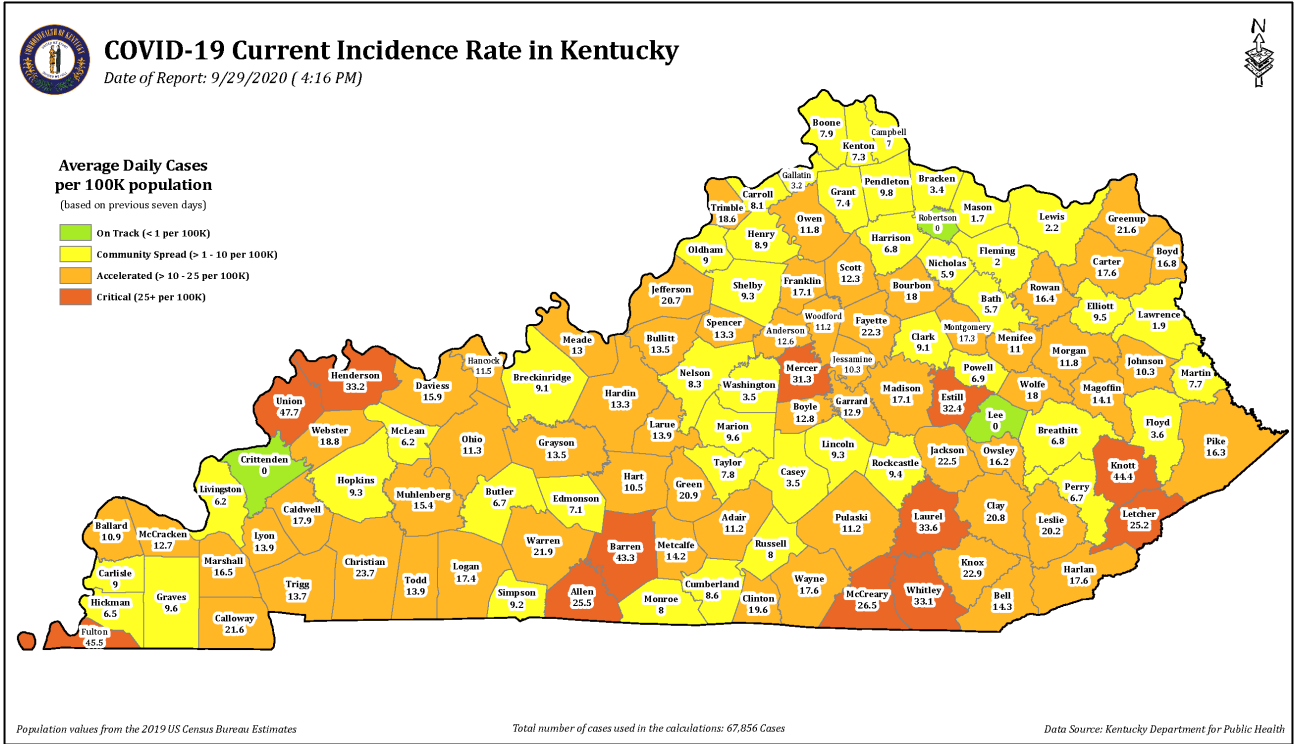 COVID-19 Current Incidence Rate in Kentucky
Date of Report: 9/29/2020 ( 4:16 PM)
N
Average Daily Cases
per 100K population
(based on previous seven days)
On Track (< 1 per 100K)
Community Spread (> 1 - 10 per 100K)
Accelerated (> 10 - 25 per 100K)
Critical (25+ per 100K)
Boone
7.9
Kenton
7.3
Campbell
7
Gallatin
3.2
Carroll
8.1
Trimble
18.6
Grant
7.4
Pendleton
9.8
Bracken
3.4
Mason
1.7
Robertson
0
Lewis
2.2
Greenup
21.6
Boyd
16.8
Carter
17.6
Owen
11.8
Henry
8.9
Oldham
9
Harrison
6.8
Fleming
2
Nicholas
5.9
Scott
12.3
Franklin
17.1
Shelby
9.3
Jefferson
20.7
Bourbon
18
Bath
5.7
Rowan
16.4
Elliott
9.5
Lawrence
1.9
Woodford
11.2
Fayette
22.3
Spencer
13.3
Anderson
12.6
Bullitt
13.5
Meade
13
Clark
9.1
Montgomery
17.3
Menifee
11
Morgan
11.8
Johnson
10.3
Martin
7.7
Hancock
11.5
Breckinridge
9.1
Nelson
8.3
Washington
3.5
Mercer
31.3
Jessamine
10.3
Powell
6.9
Wolfe
18
Magoffin
14.1
Henderson
33.2
Union
47.7
Daviess
15.9
Hardin
13.3
Boyle
12.8
Garrard
12.9
Madison
17.1
Estill
32.4
Lee
0
Breathitt
6.8
Floyd
3.6
Pike
16.3
Webster
18.8
McLean
6.2
Ohio
11.3
Grayson
13.5
Larue
13.9
Marion
9.6
Lincoln
9.3
Rockcastle
9.4
Jackson
22.5
Owsley
16.2
Knott
44.4
Crittenden
0
Livingston
6.2
Hopkins
9.3
Muhlenberg
15.4
Butler
6.7
Edmonson
7.1
Hart
10.5
Green
20.9
Taylor
7.8
Casey
3.5
Perry
6.7
Letcher
25.2
Caldwell
17.9
Lyon
13.9
Ballard
10.9
McCracken
12.7
Marshall
16.5
Warren
21.9
Barren
43.3
Metcalfe
14.2
Adair
11.2
Russell
8
Pulaski
11.2
Laurel
33.6
Clay
20.8
Leslie
20.2
Carlisle
9
Graves
9.6
Hickman
6.5
Fulton
45.5
Calloway
21.6
Trigg
13.7
Christian
23.7
Todd
13.9
Logan
17.4
Simpson
9.2
Allen
25.5
Monroe
8
Cumberland
8.6
Clinton
19.6
Wayne
17.6
McCreary
26.5
Whitley
33.1
Knox
22.9
Bell
14.3
Harlan
17.6
Population values from the 2019 US Census Bureau Estimates
Total number of cases used in the calculations: 67,856 Cases
Data Source: Kentucky Department for Public Health